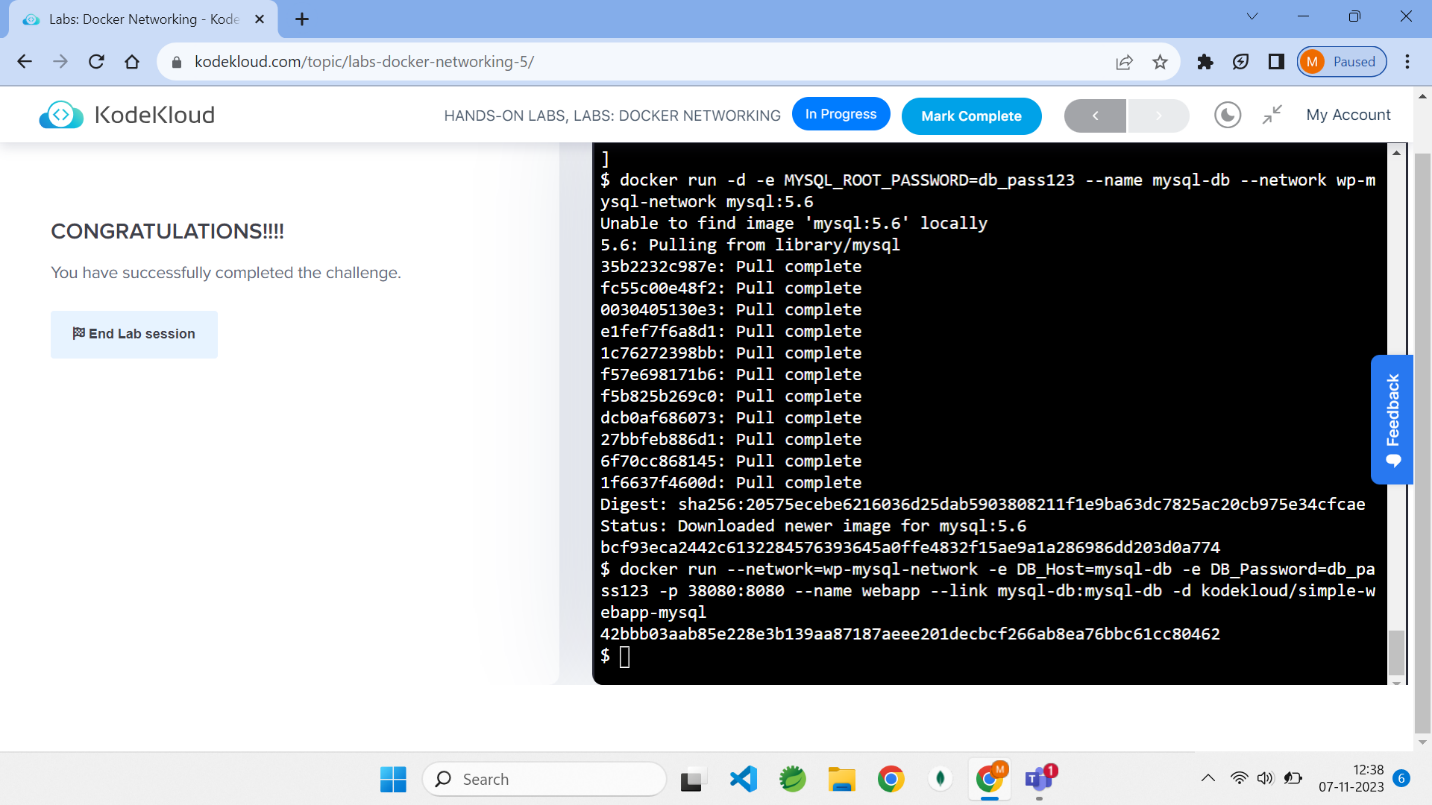 Labs: Docker Networking - Kode
kodekloud.com/topic/labs-docker-networking-5/
M Paused
KodeKloud
HANDS-ON LABS, LABS: DOCKER NETWORKING
In Progress
Mark Complete
My Account
CONGRATULATIONS!!!!
You have successfully completed the challenge.
End Lab session
]
$ docker run -d -e MYSQL_ROOT_PASSWORD=db_pass123 --name mysql-db --network wp-m
ysql-network mysql:5.6
Unable to find image 'mysql:5.6' locally
5.6: Pulling from library/mysql
35b2232c987e: Pull complete
fc55c00e48f2: Pull complete
0030405130e3: Pull complete
e1fef7f6a8d1: Pull complete
1c76272398bb: Pull complete
f57e698171b6: Pull complete
f5b825b269c0: Pull complete
dcb0af686073: Pull complete
27bbfeb886d1: Pull complete
6f70cc868145: Pull complete
1f6637f4600d: Pull complete
Digest: sha256:20575ecebe6216036d25dab5903808211f1e9ba63dc7825ac20cb975e34cfcae
Status: Downloaded newer image for mysql:5.6
bcf93eca2442c6132284576393645a0ffe4832f15ae9a1a286986dd203d0a774
$ docker run --network=wp-mysql-network -e DB_Host=mysql-db -e DB_Password=db_pa
ss123 -p 38080:8080 --name webapp --link mysql-db:mysql-db -d kodekloud/simple-w
ebapp-mysql
42bbb03aab85e228e3b139aa87187aeee201decbcf266ab8ea76bbc61cc80462
$
Feedback
Search
M
T
1
12:38
07-11-2023
6